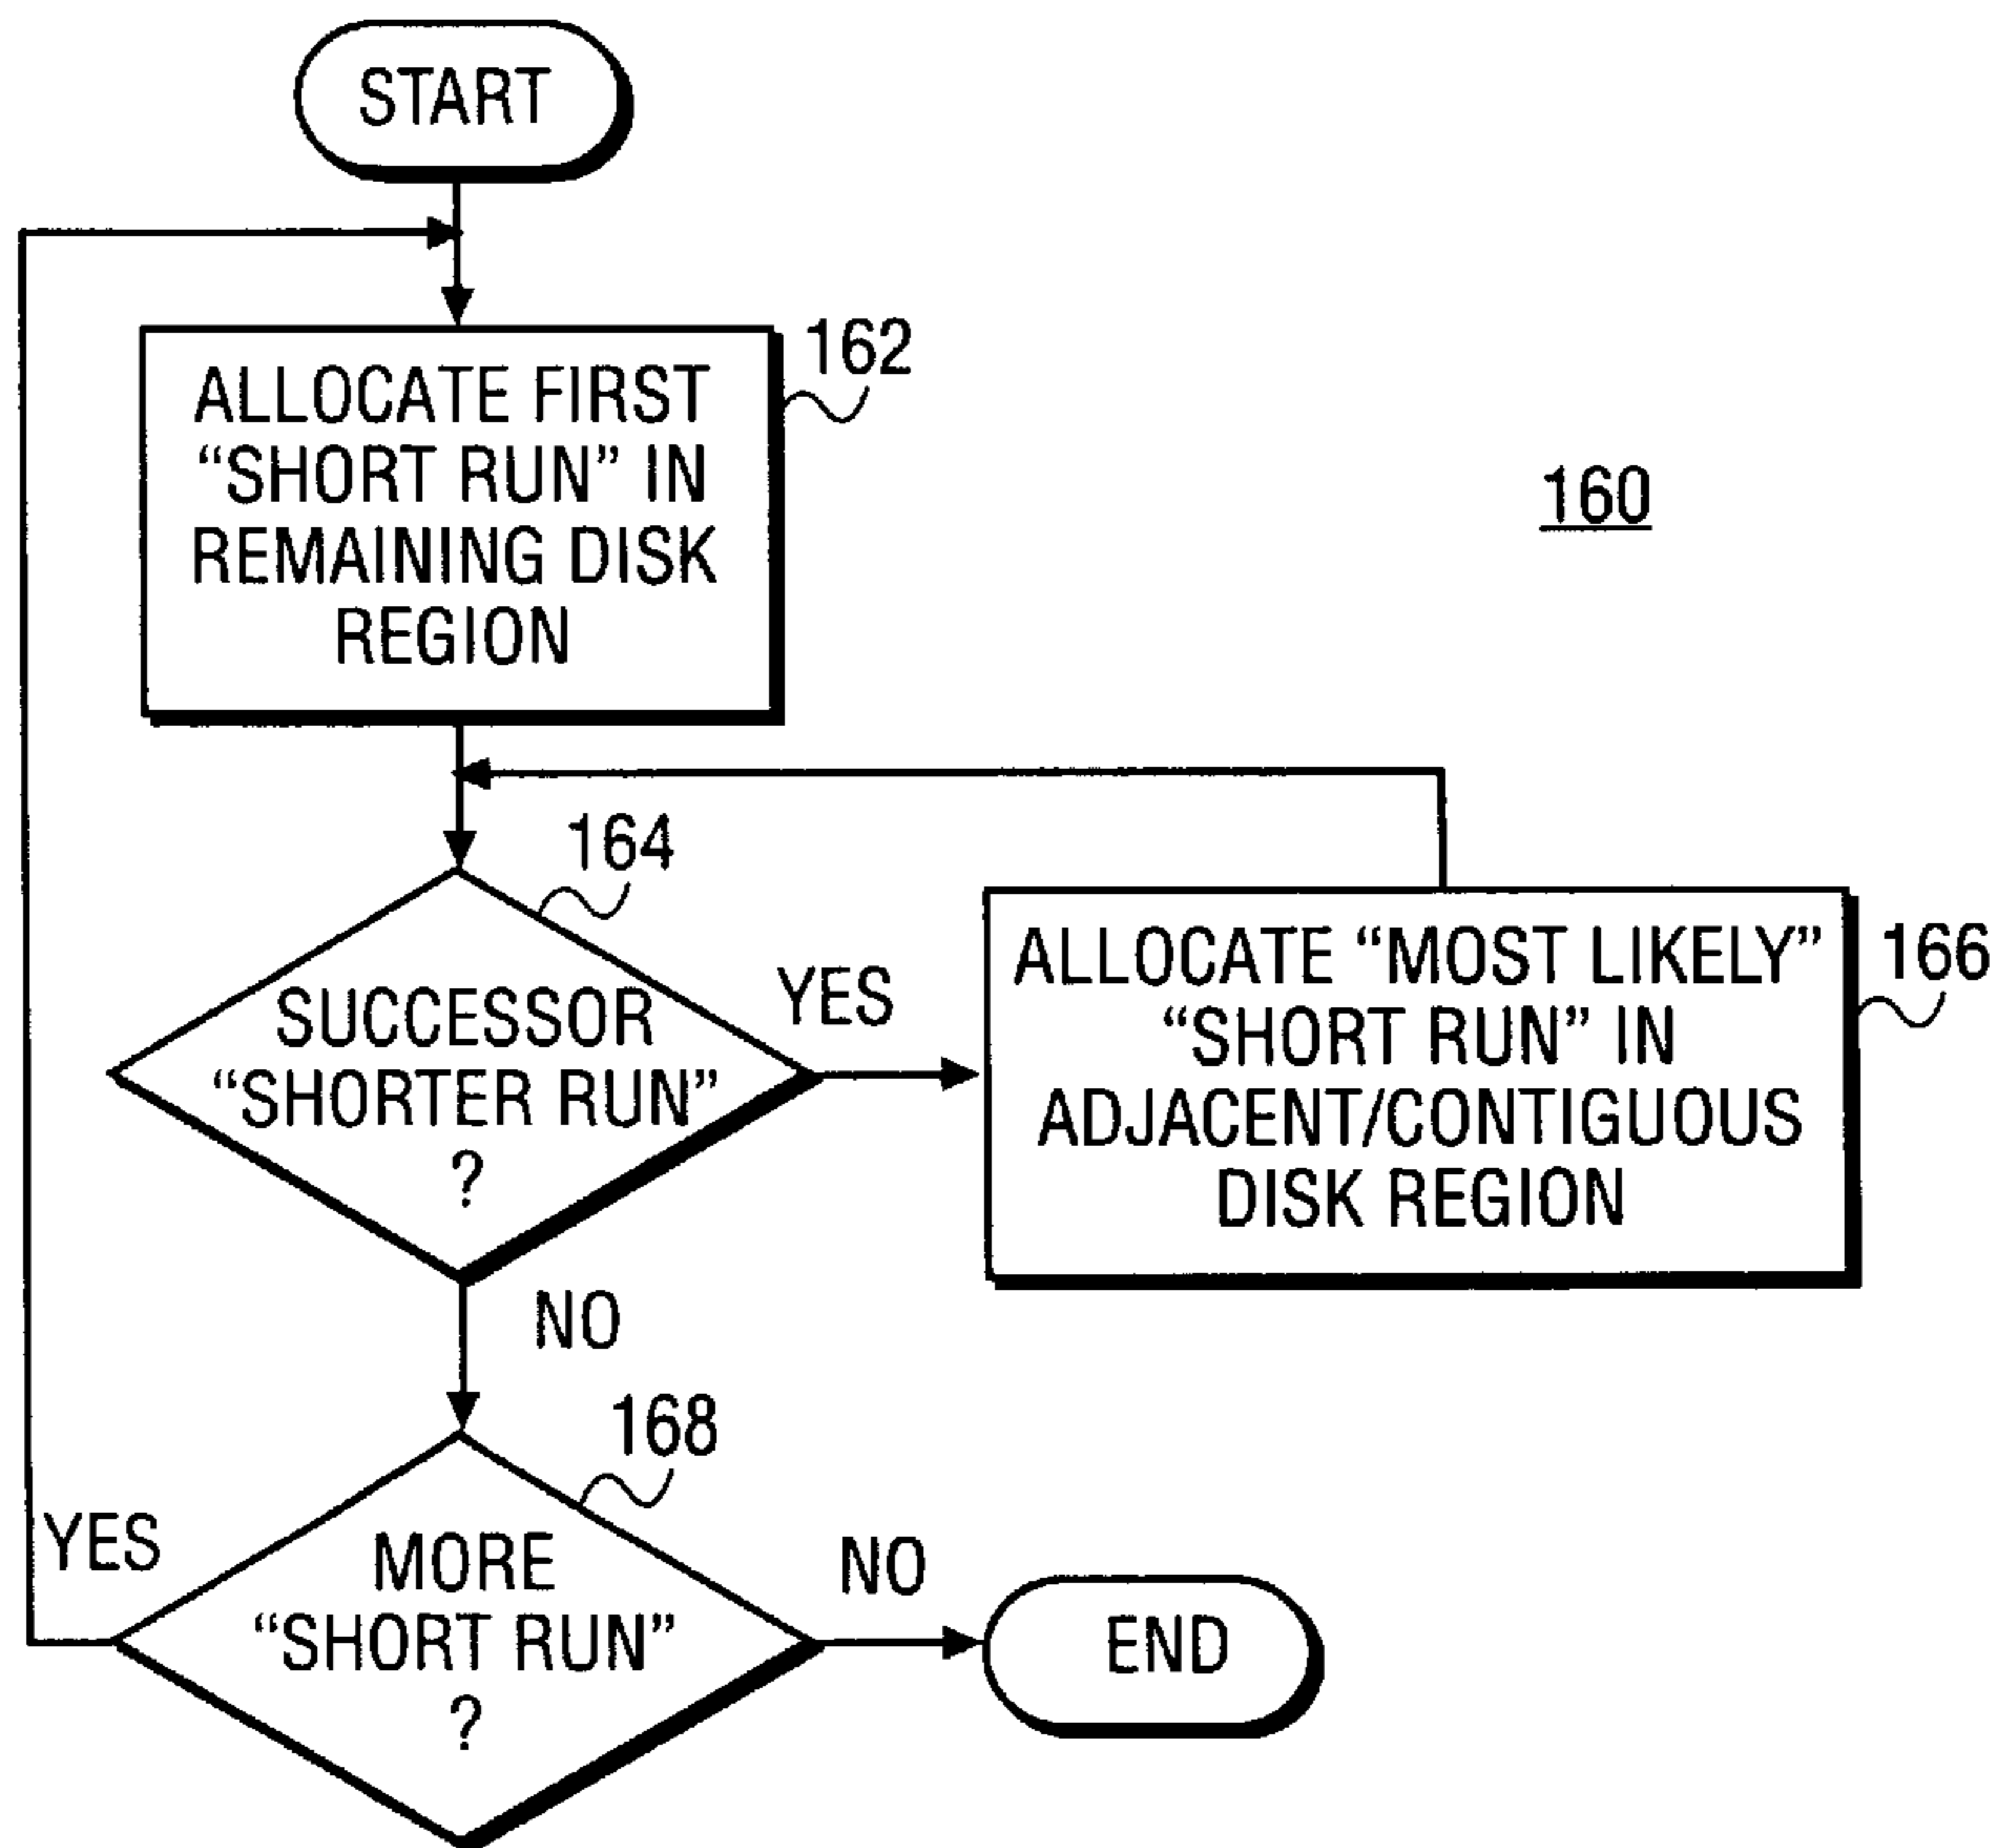 START
162
ALLOCATE FIRST
“SHORT RUN” IN
REMAINING DISK
REGION
160
164
SUCCESSOR
“SHORTER RUN”
?
YES
166
ALLOCATE “MOST LIKELY”
“SHORT RUN” IN
ADJACENT/CONTIGUOUS
DISK REGION
NO
168
MORE
“SHORT RUN”
?
YES
NO
END